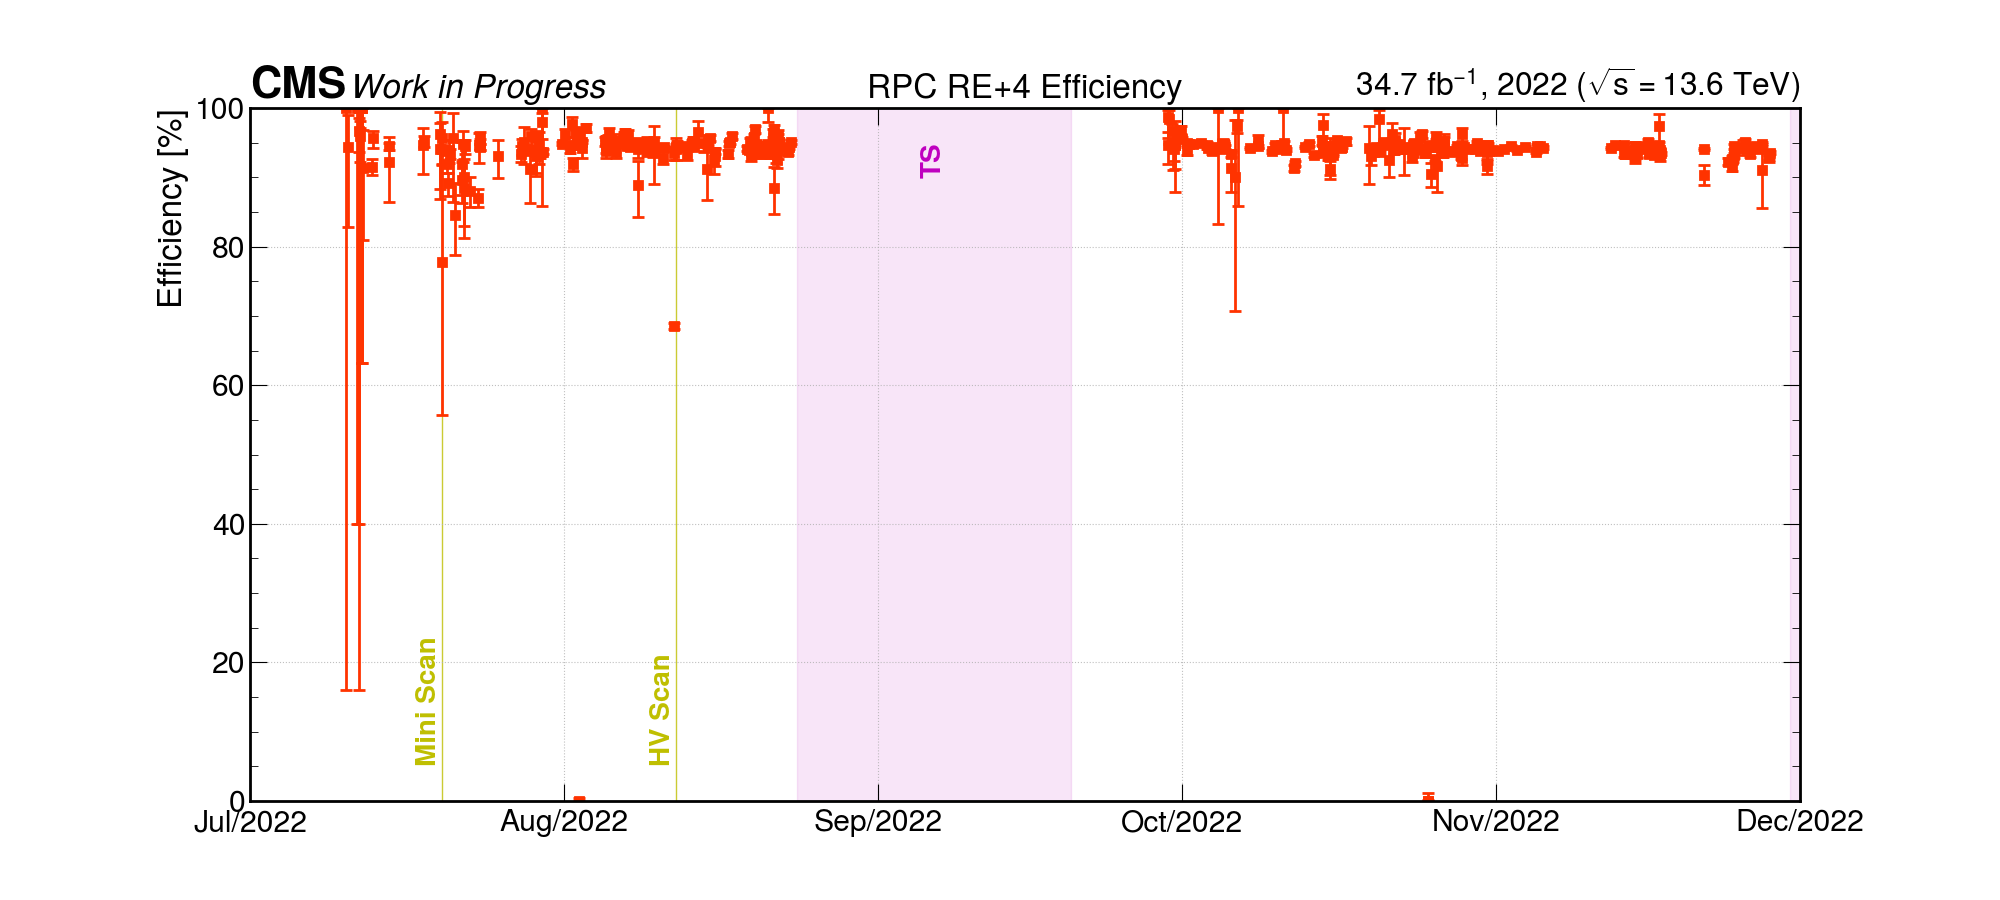 CMS Work in Progress RPC RE+4 Efficiency 34.7 fb⁻¹, 2022 (√s = 13.6 TeV)
Efficiency [%]
100
80
60
40
20
0
TS
Mini Scan
HV Scan
Jul/2022 Aug/2022 Sep/2022 Oct/2022 Nov/2022 Dec/2022